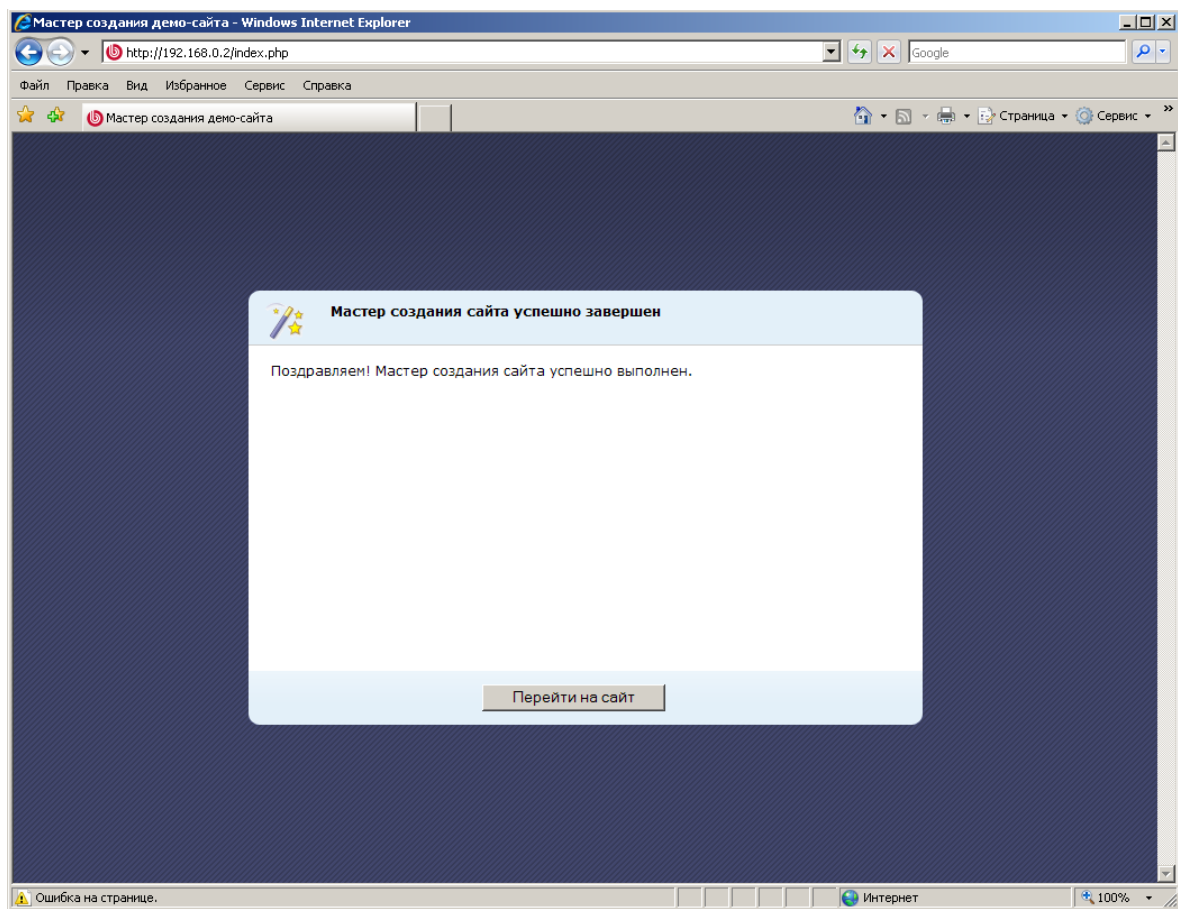 Мастер создания демо-сайта - Windows Internet Explorer
http://192.168.0.2/index.php
Google
Файл Правка Вид Избранное Сервис Справка
Мастер создания демо-сайта
Страница
Сервис
»
Мастер создания сайта успешно завершен
Поздравляем! Мастер создания сайта успешно выполнен.
Перейти на сайт
Ошибка на странице.
Интернет
100%